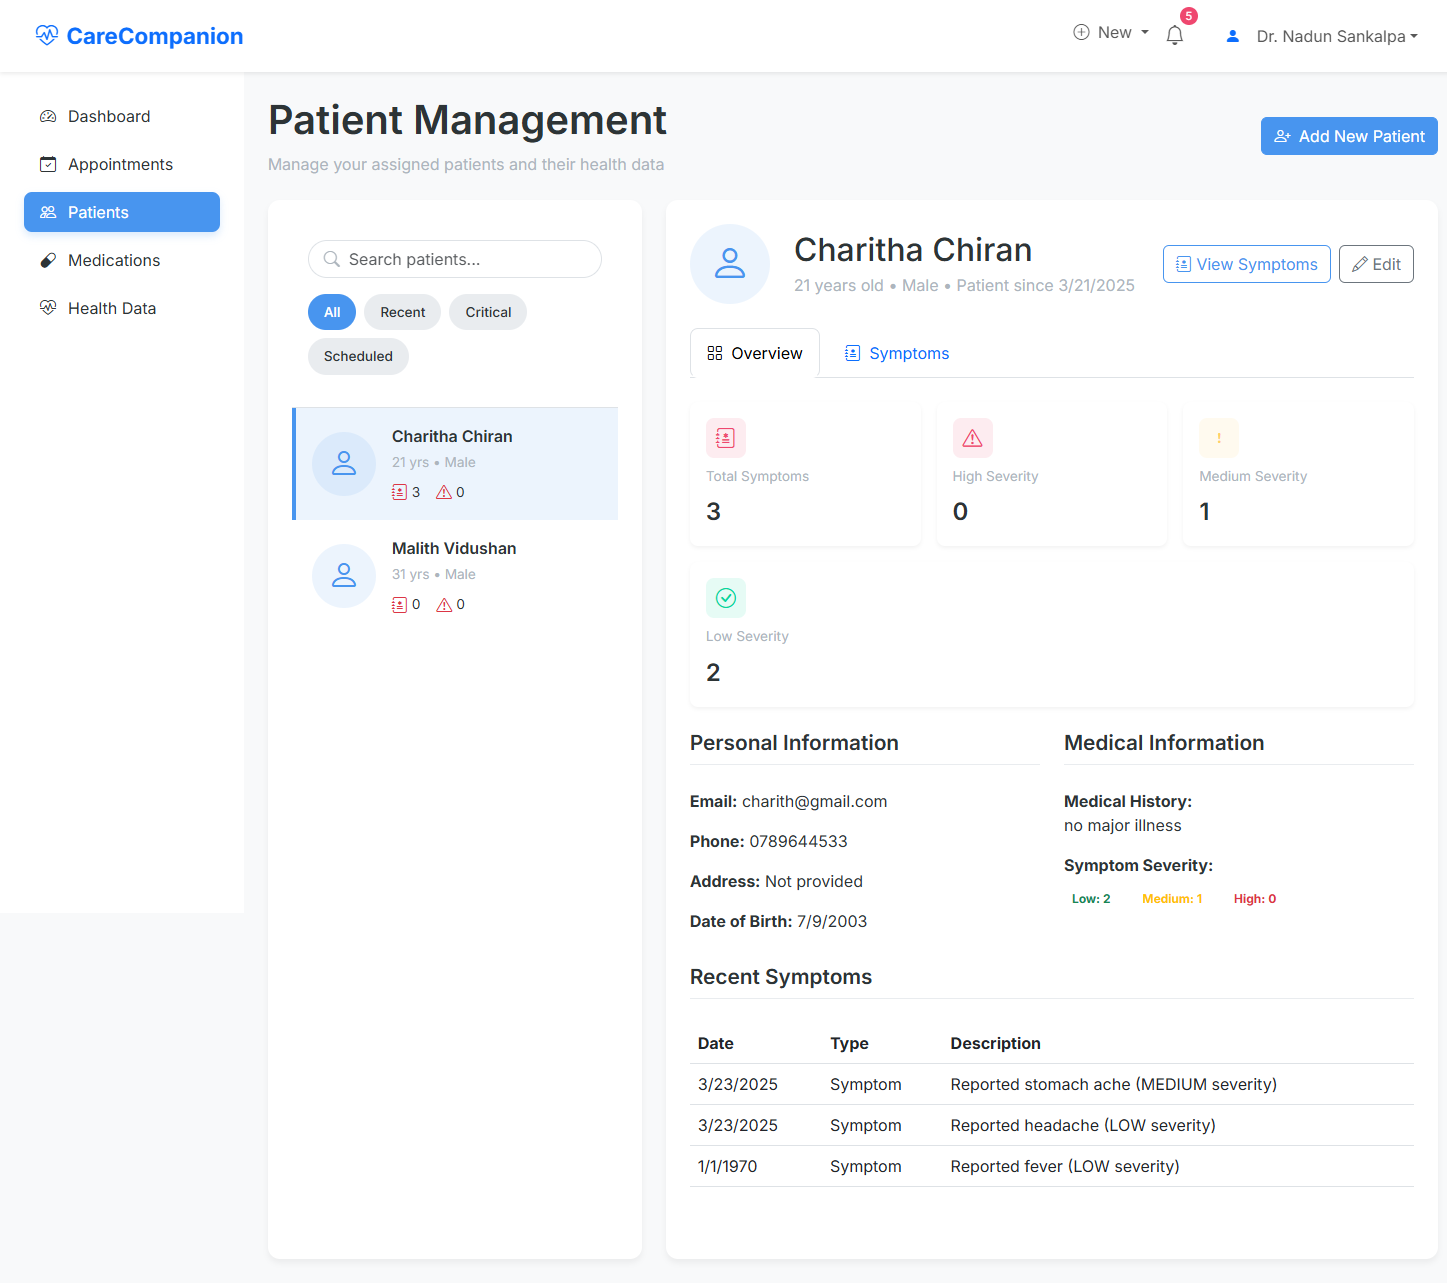 CareCompanion
New
5
Dr. Nadun Sankalpa
Dashboard
Appointments
Patients
Medications
Health Data
Patient Management
Manage your assigned patients and their health data
Add New Patient
Search patients...
All
Recent
Critical
Scheduled
Charitha Chiran
21 yrs • Male
3 0
Malith Vidushan
31 yrs • Male
0 0
Charitha Chiran
21 years old • Male • Patient since 3/21/2025
View Symptoms
Edit
Overview
Symptoms
Total Symptoms
3
High Severity
0
Medium Severity
1
Low Severity
2
Personal Information
Email: charith@gmail.com
Phone: 0789644533
Address: Not provided
Date of Birth: 7/9/2003
Medical Information
Medical History:
no major illness
Symptom Severity:
Low: 2 Medium: 1 High: 0
Recent Symptoms
Date Type Description
3/23/2025 Symptom Reported stomach ache (MEDIUM severity)
3/23/2025 Symptom Reported headache (LOW severity)
1/1/1970 Symptom Reported fever (LOW severity)